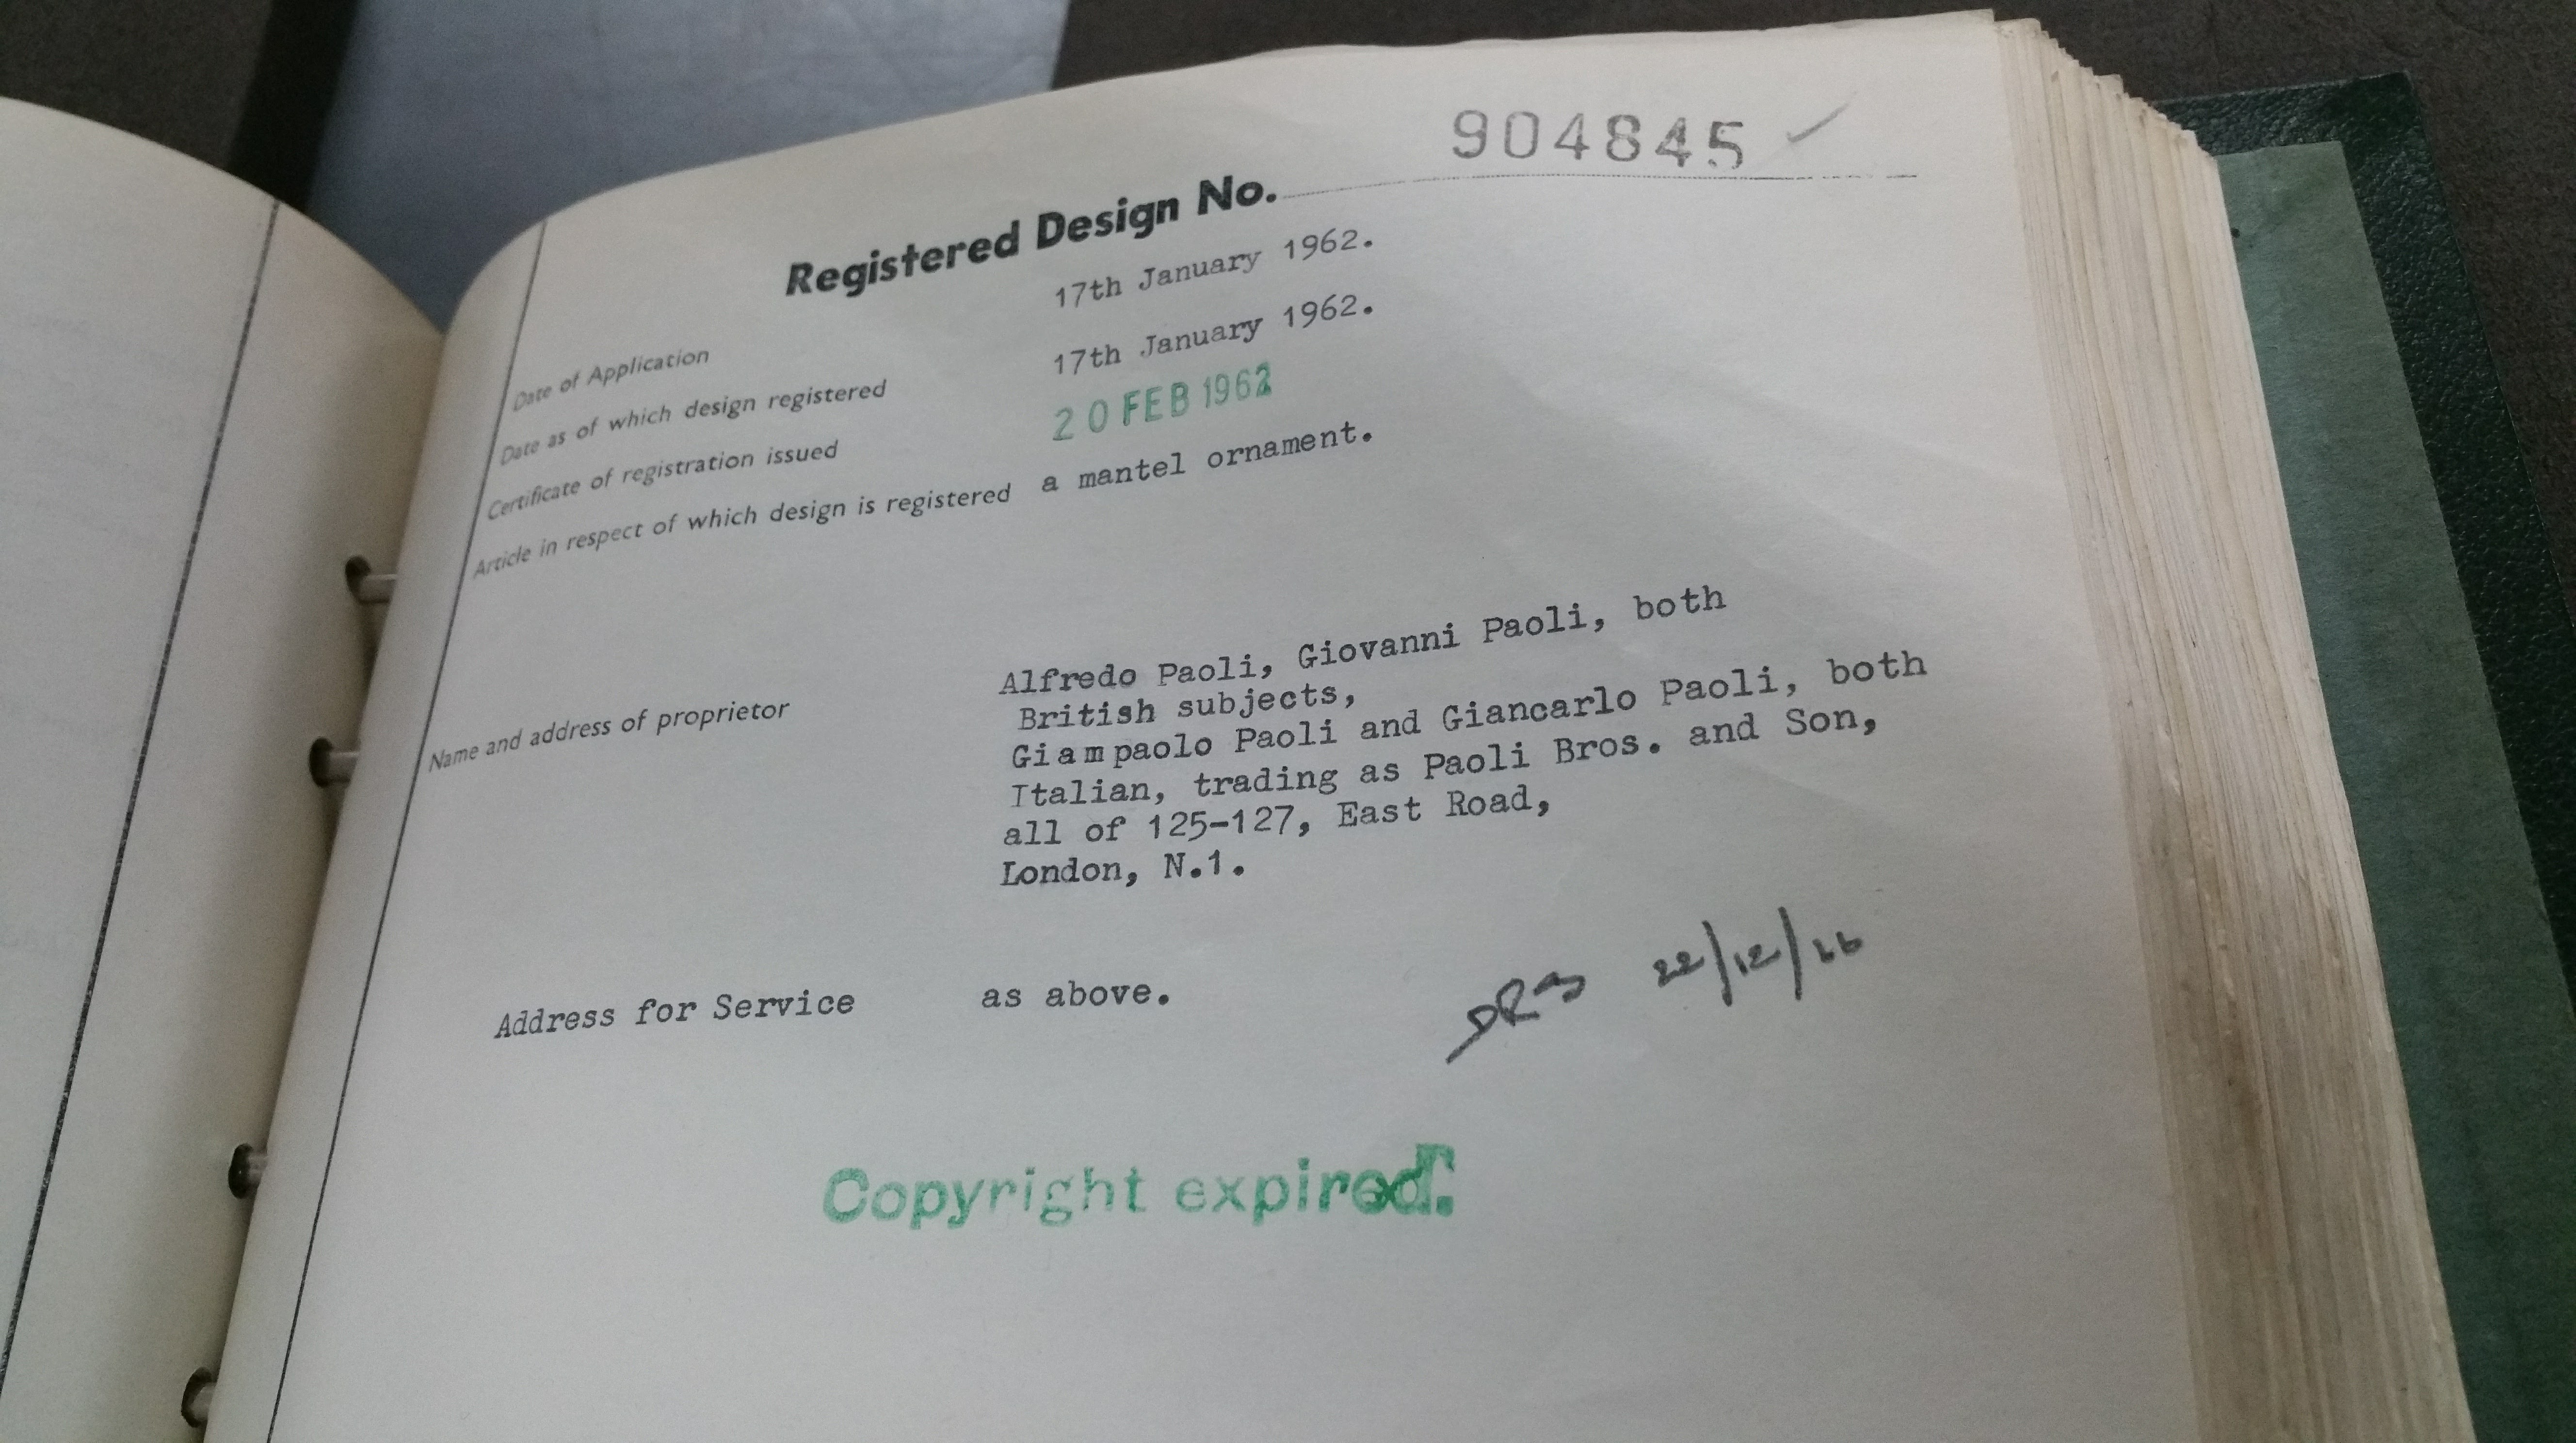 904845
Registered Design No.
Date of Application 17th January 1962.
Date as of which design registered 17th January 1962.
Certificate of registration issued 20 FEB 1962
Article in respect of which design is registered a mantel ornament.
Name and address of proprietor
Alfredo Paoli, Giovanni Paoli, both
British subjects,
Giampaolo Paoli and Giancarlo Paoli, both
Italian, trading as Paoli Bros. and Son,
all of 125-127, East Road,
London, N.1.
Address for Service as above.
22/12/66
Copyright expired.